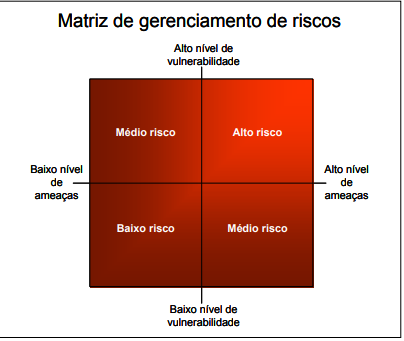 Matriz de gerenciamento de riscos
Alto nível de
vulnerabilidade
Médio risco
Alto risco
Baixo nível
de
ameaças
Alto nível
de
ameaças
Baixo risco
Médio risco
Baixo nível de
vulnerabilidade